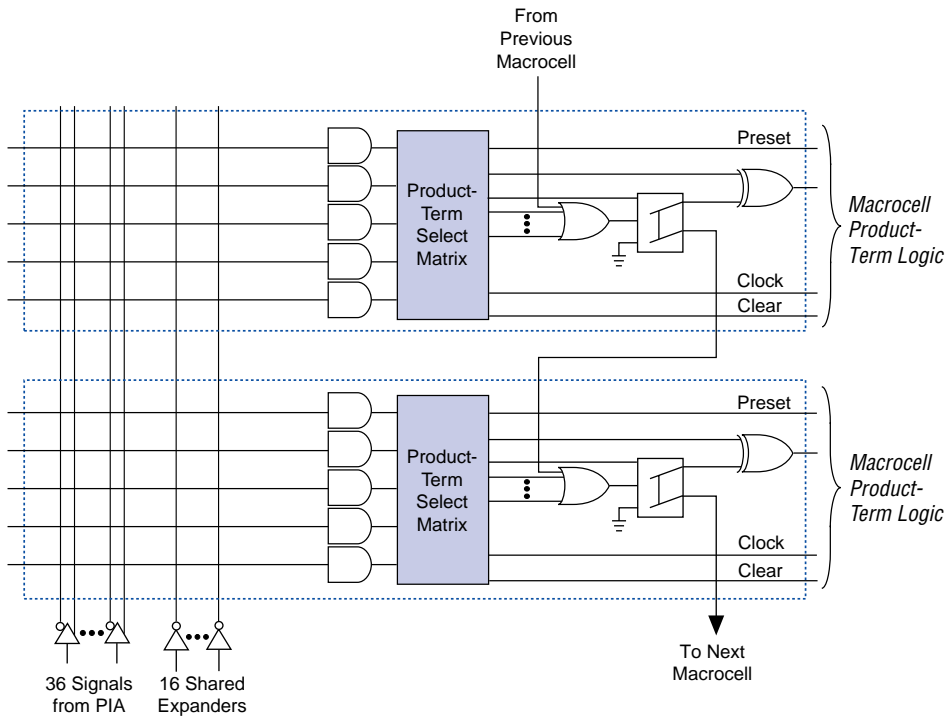 From
Previous
Macrocell
Preset
Product-
Term
Select
Matrix
Macrocell
Product-
Term Logic
Clock
Clear
Preset
Product-
Term
Select
Matrix
Macrocell
Product-
Term Logic
Clock
Clear
36 Signals
from PIA
16 Shared
Expanders
To Next
Macrocell